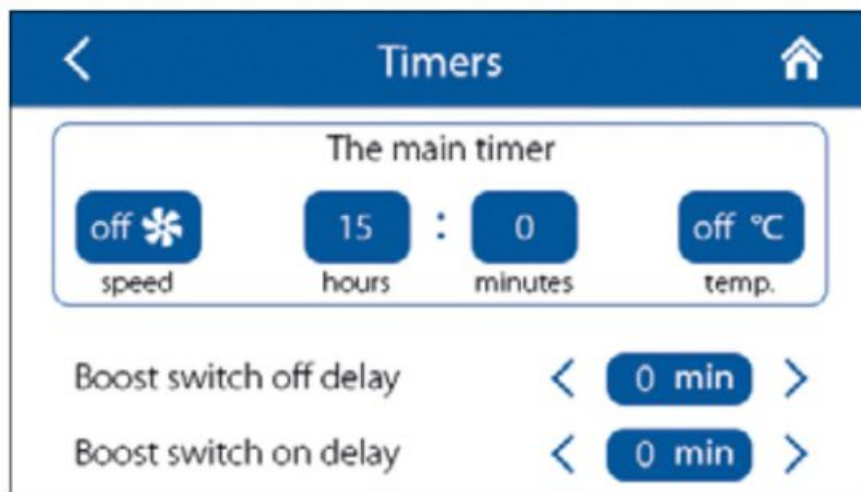 Timers
The main timer
off 15 : 0 off °C
speed hours minutes temp.
Boost switch off delay 0 min
Boost switch on delay 0 min